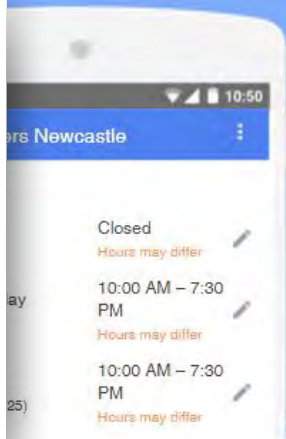 10:50
ers Newcastle
Closed
Hours may differ
10:00 AM – 7:30
ay
PM
Hours may differ
10:00 AM – 7:30
PM
25)
Hours may differ